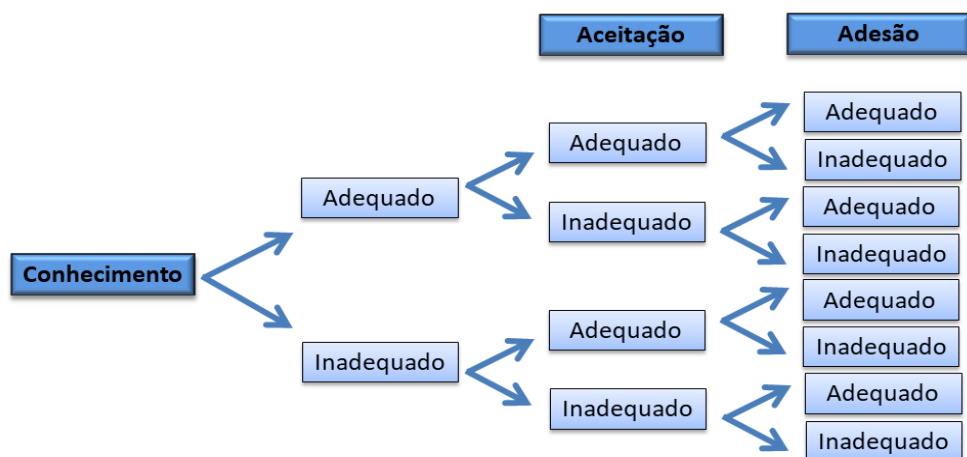 Aceitação
Adesão
Adequado
Adequado
Inadequado
Adequado
Adequado
Inadequado
Inadequado
Conhecimento
Adequado
Adequado
Inadequado
Inadequado
Inadequado
Adequado
Inadequado